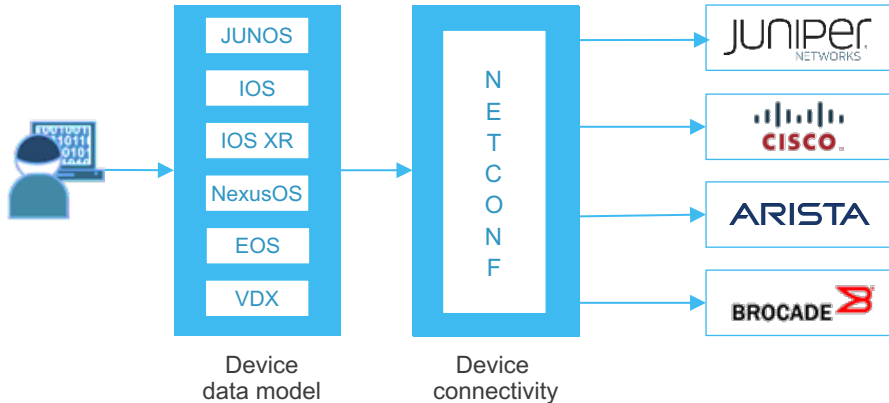 JUNOS
IOS
IOS XR
NexusOS
EOS
VDX
Device
data model
N
E
T
C
O
N
F
Device
connectivity
JUNIPER
NETWORKS
CISCO
ARISTA
BROCADE